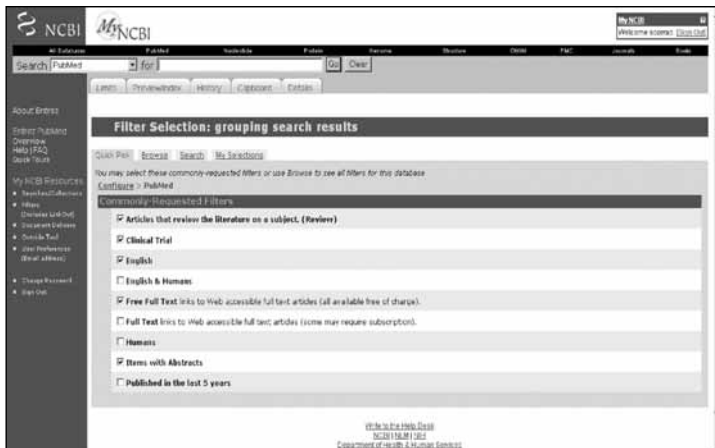 NCBI
My NCBI
My NCBI
Welcome Sign Out
All Databases PubMed Nucleotide Protein Genome Structure OMIM PMC Journals Books
Search PubMed for Go Clear
Limits Preview/Index History Clipboard Details
About Entrez
Entrez PubMed
Overview
Help | FAQ
My NCBI Resources
Change Password
Sign Out
Filter Selection: grouping search results
Quick Pick Browse Search My Selections
You may select these commonly-requested filters or use Browse to see all filters for this database
Configure > PubMed
Commonly-Requested Filters
Articles that review the literature on a subject. (Review)
Clinical Trial
English
English & Humans
Free Full Text links to Web accessible full text articles (all available free of charge).
Full Text links to Web accessible full text articles (some may require subscription).
Humans
Items with Abstracts
Published in the last 5 years
Write to the Help Desk
NCBI | NLM | NIH
Department of Health & Human Services